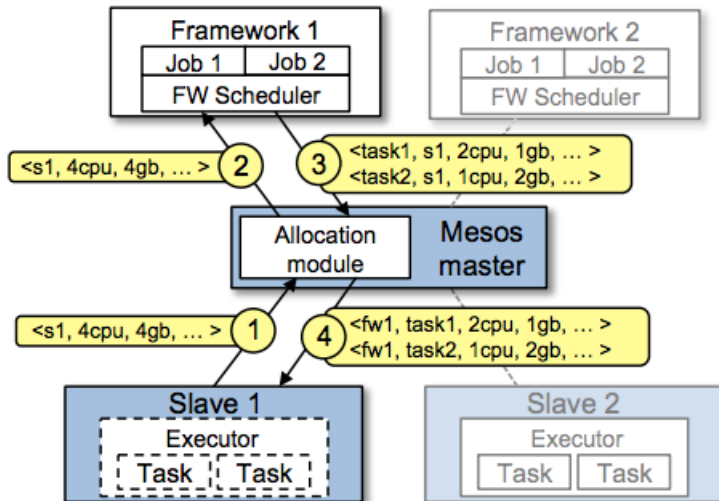 Framework 1
Job 1 Job 2
FW Scheduler
Framework 2
Job 1 Job 2
FW Scheduler
<s1, 4cpu, 4gb, … >
2
3
<task1, s1, 2cpu, 1gb, … >
<task2, s1, 1cpu, 2gb, … >
Allocation
module
Mesos
master
<s1, 4cpu, 4gb, … >
1
4
<fw1, task1, 2cpu, 1gb, … >
<fw1, task2, 1cpu, 2gb, … >
Slave 1
Executor
Task Task
Slave 2
Executor
Task Task